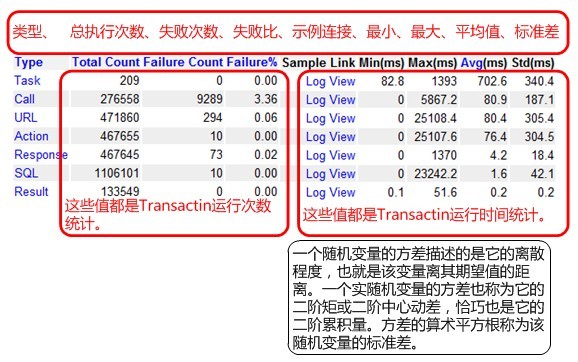 类型、 总执行次数、失败次数、失败比、示例连接、最小、最大、平均值、标准差
Type Total Count Failure Count Failure% Sample Link Min(ms) Max(ms) Avg(ms) Std(ms)
Task 209 0 0.00 Log View 82.8 1393 702.6 340.4
Call 276558 9289 3.36 Log View 0 5867.2 80.9 187.1
URL 471860 294 0.06 Log View 0 25108.4 80.4 305.4
Action 467655 10 0.00 Log View 0 25107.6 76.4 304.5
Response 467645 73 0.02 Log View 0 1370 4.2 18.4
SQL 1106101 10 0.00 Log View 0 23242.2 1.6 42.1
Result 133549 0 0.00 Log View 0.1 51.6 0.2 0.2
这些值都是Transactin运行次数
统计。
这些值都是Transactin运行时间统计。
一个随机变量的方差描述的是它的离散
程度，也就是该变量离其期望值的距
离。一个实随机变量的方差也称为它的
二阶矩或二阶中心动差，恰巧也是它的
二阶累积量。方差的算术平方根称为该
随机变量的标准差。